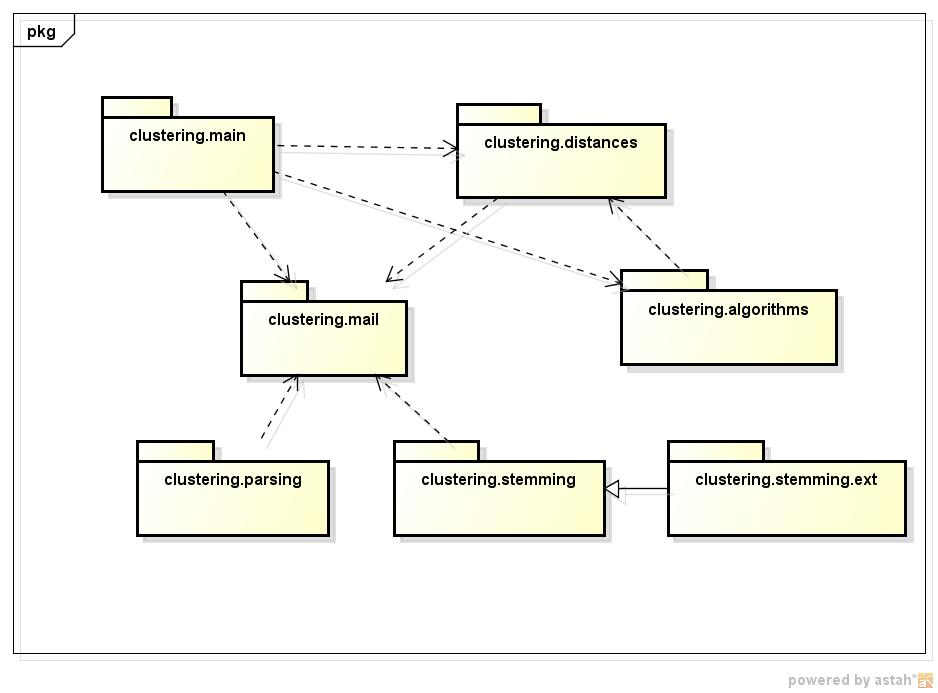 pkg
clustering.main
clustering.distances
clustering.mail
clustering.algorithms
clustering.parsing
clustering.stemming
clustering.stemming.ext
powered by astah*